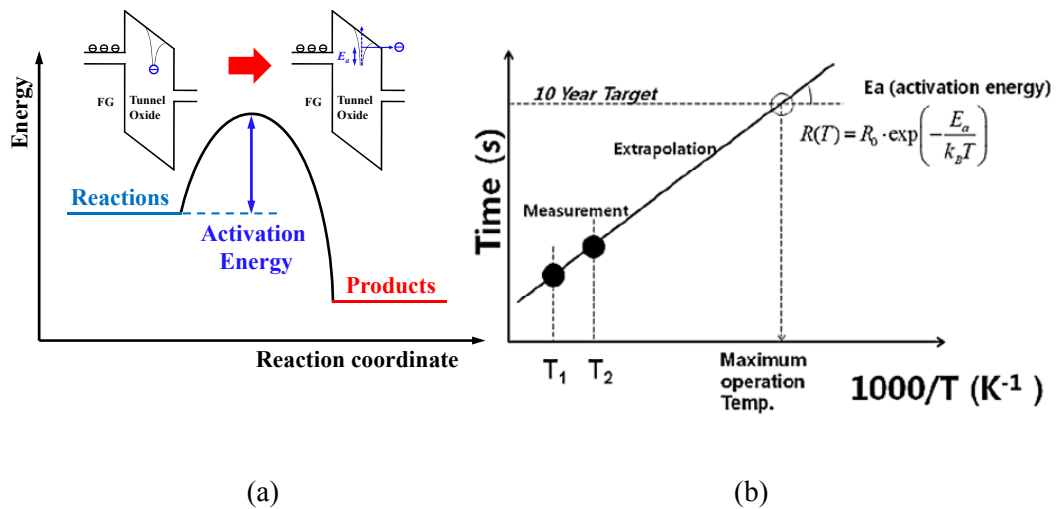 FG
Tunnel
Oxide
Eₐ
FG
Tunnel
Oxide
Energy
Reactions
Activation
Energy
Products
Reaction coordinate
(a)
Time (s)
10 Year Target
Ea (activation energy)
R(T) = R₀ · exp(−Eₐ/k_BT)
Extrapolation
Measurement
T₁ T₂
Maximum
operation
Temp.
1000/T (K⁻¹)
(b)